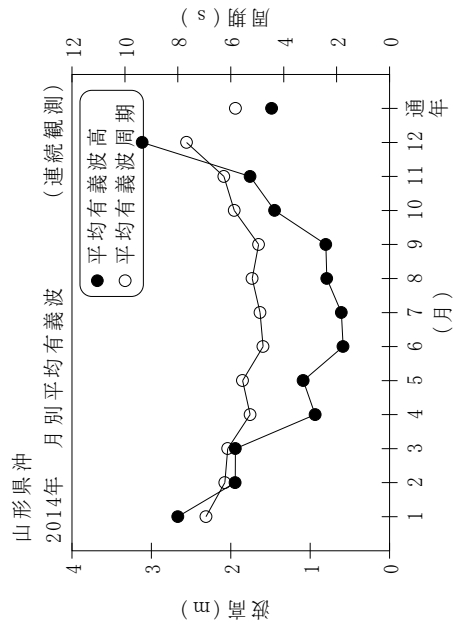 山形県沖
2014年 月別平均有義波 (連続観測)
平均有義波高
平均有義波周期
波高(m)
4
3
2
1
0
周期(s)
12
10
8
6
4
2
0
1 2 3 4 5 6 7 8 9 10 11 12 通年
(月)